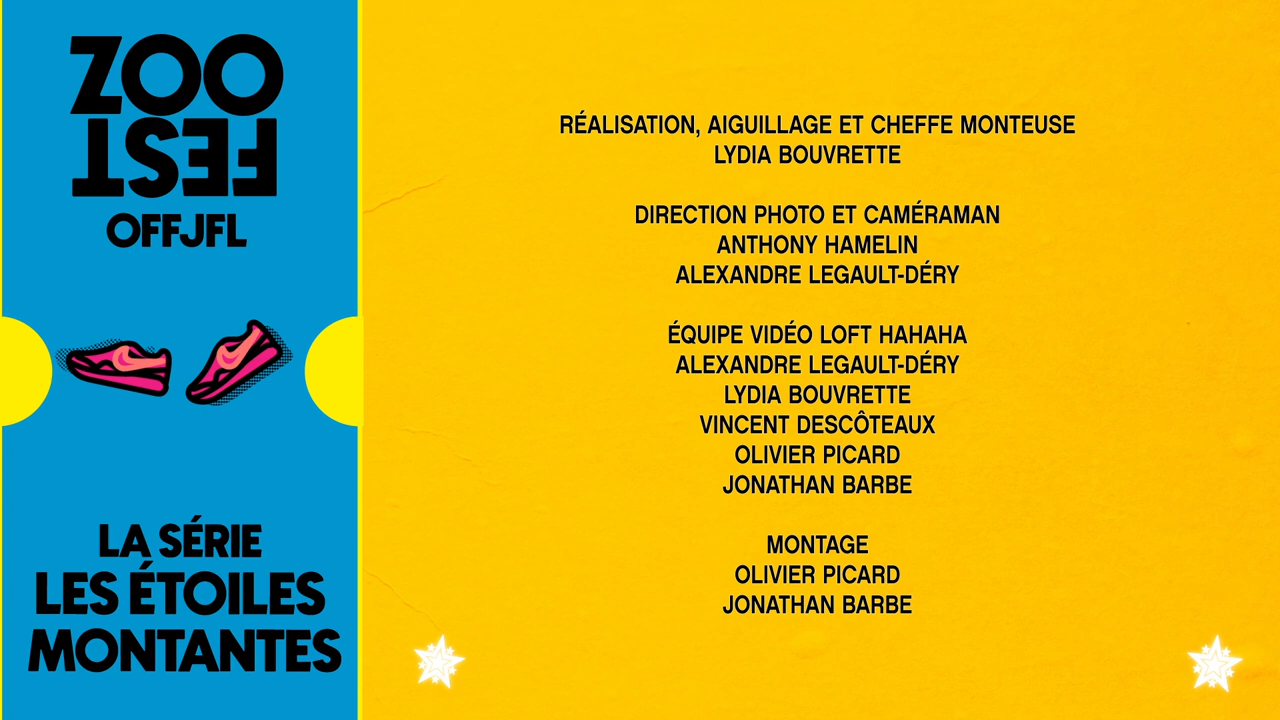 ZOO
FEST
OFFJFL
LA SÉRIE
LES ÉTOILES
MONTANTES
RÉALISATION, AIGUILLAGE ET CHEFFE MONTEUSE
LYDIA BOUVRETTE
DIRECTION PHOTO ET CAMÉRAMAN
ANTHONY HAMELIN
ALEXANDRE LEGAULT-DÉRY
ÉQUIPE VIDÉO LOFT HAHAHA
ALEXANDRE LEGAULT-DÉRY
LYDIA BOUVRETTE
VINCENT DESCÔTEAUX
OLIVIER PICARD
JONATHAN BARBE
MONTAGE
OLIVIER PICARD
JONATHAN BARBE